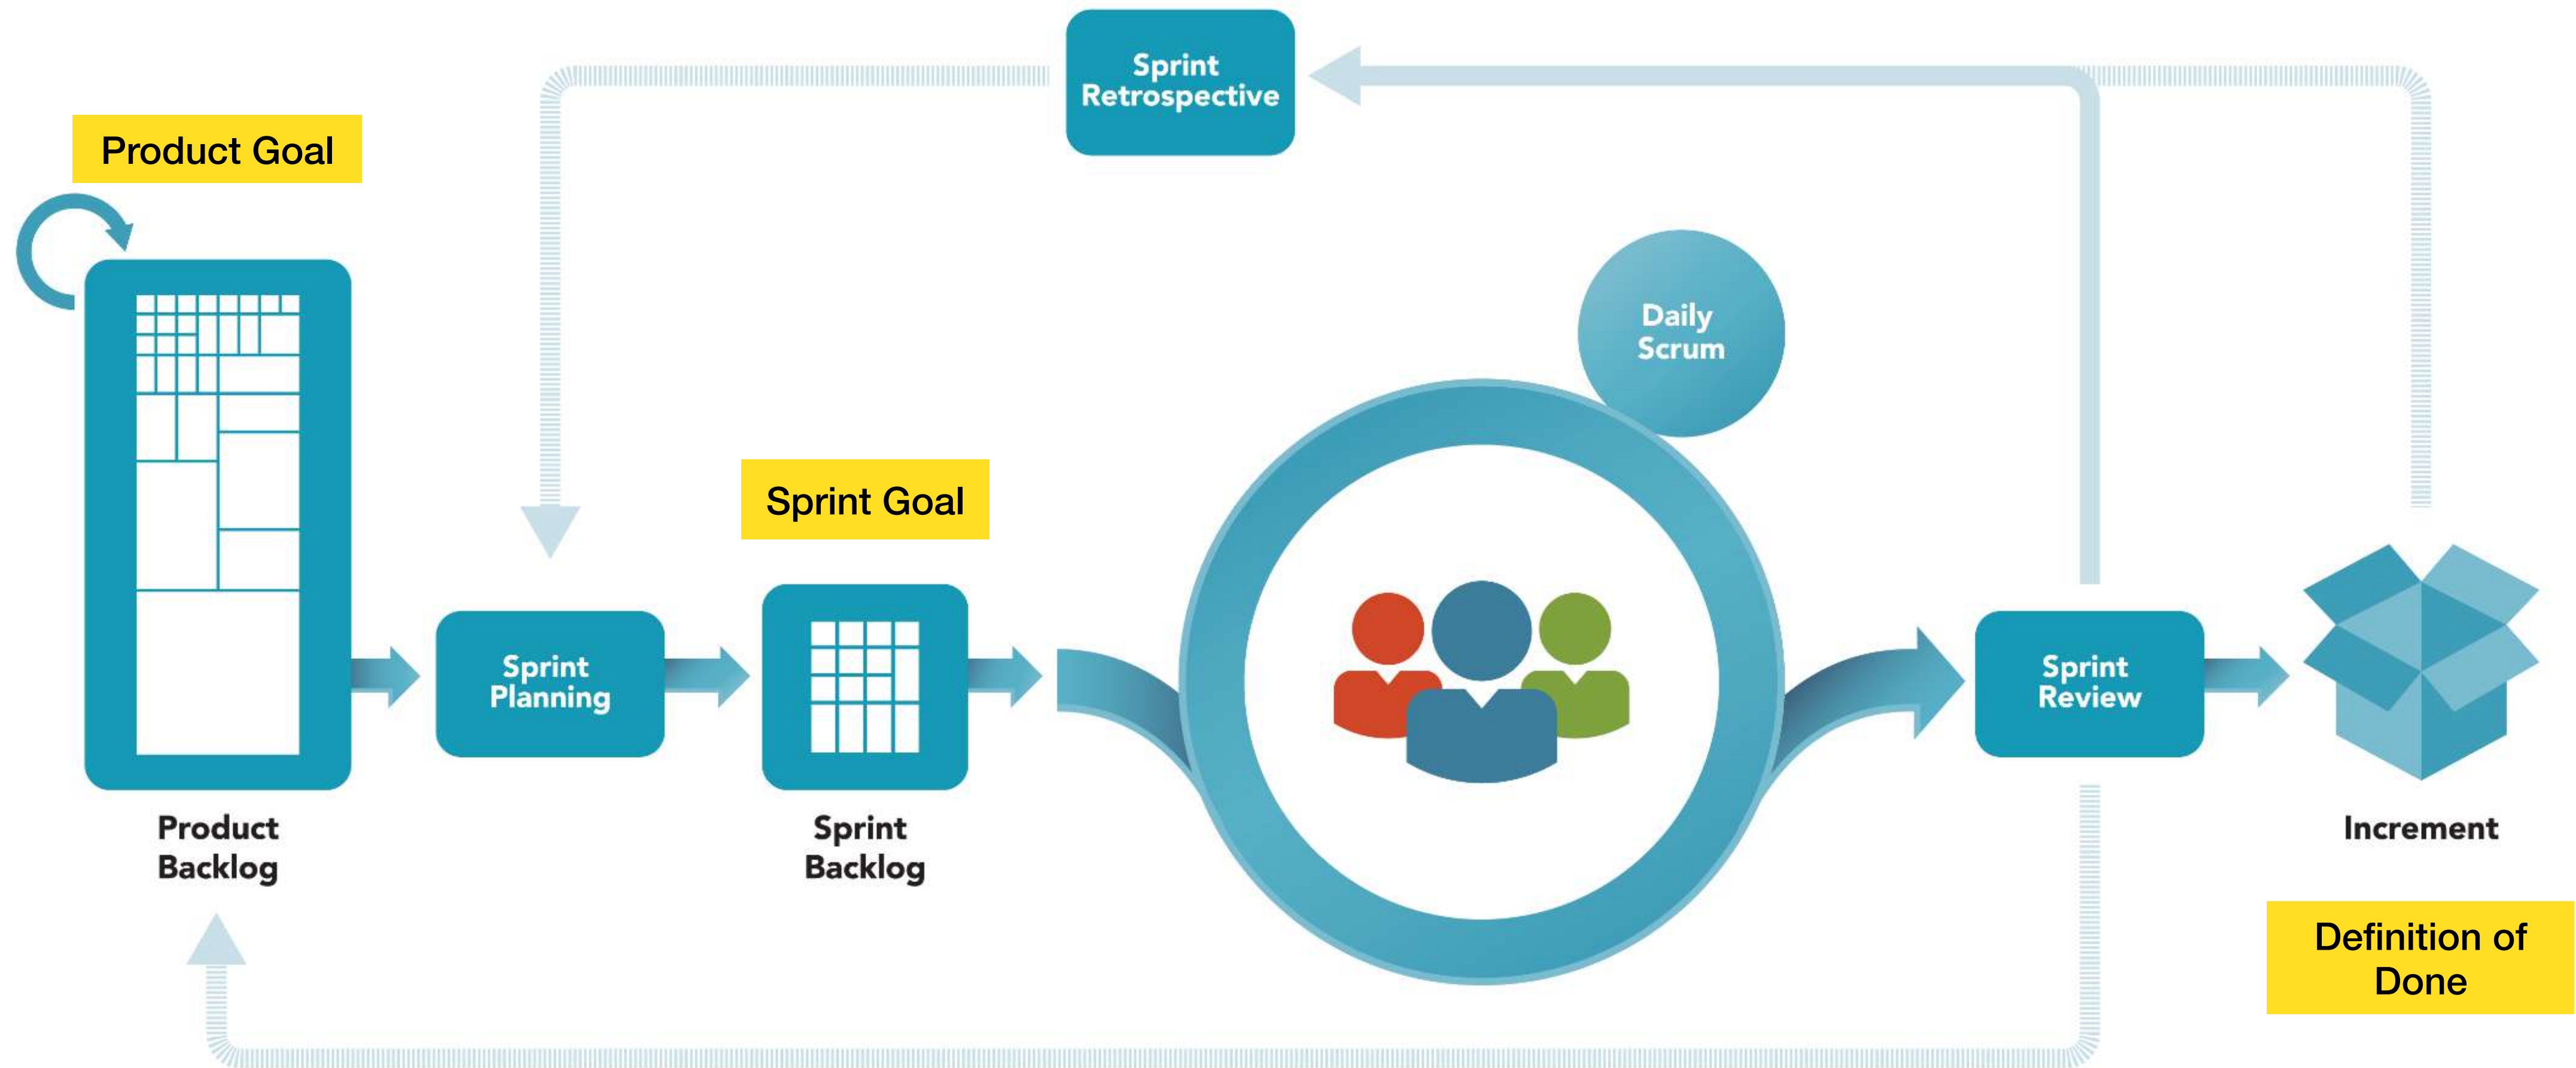 Sprint
Retrospective
Product Goal
Daily
Scrum
Sprint Goal
Sprint
Planning
Sprint
Review
Product
Backlog
Sprint
Backlog
Increment
Definition of
Done